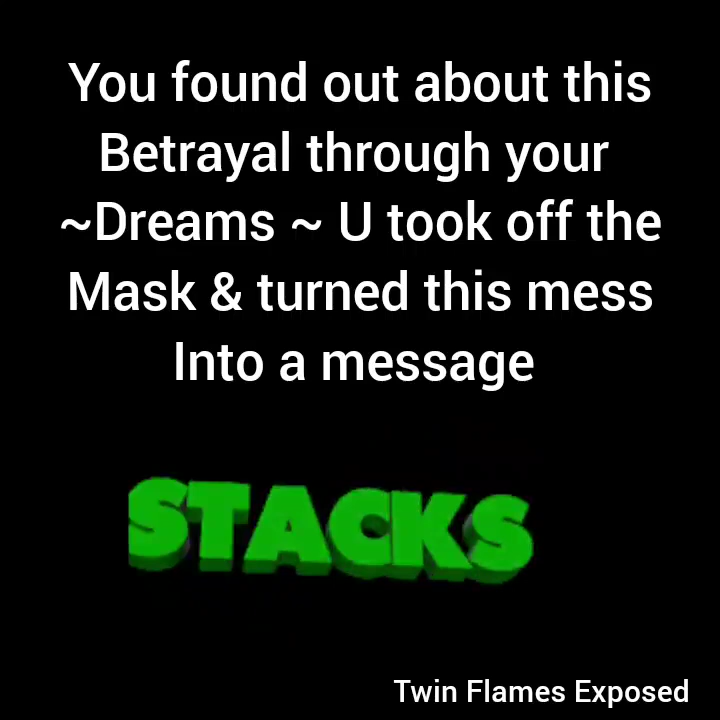 You found out about this
Betrayal through your
~Dreams ~ U took off the
Mask & turned this mess
Into a message
STACKS
Twin Flames Exposed